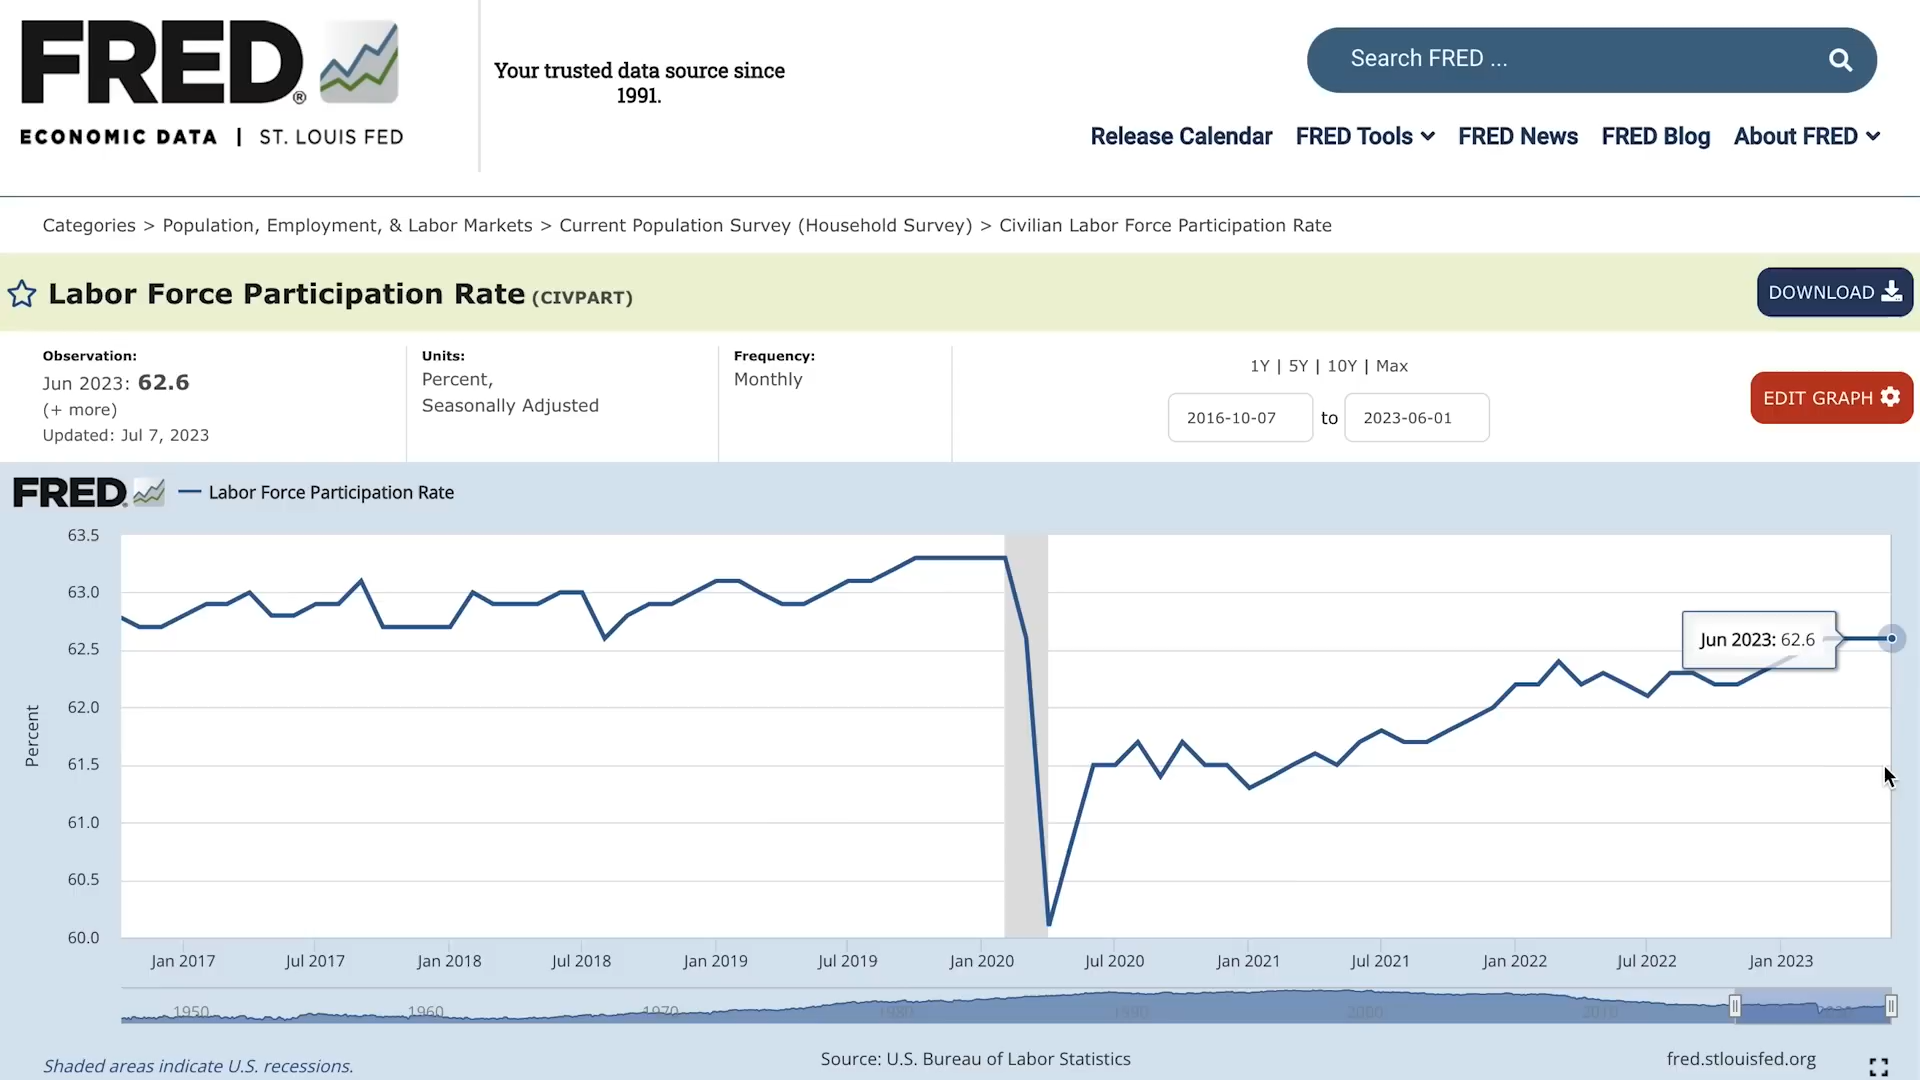 FRED®
ECONOMIC DATA | ST. LOUIS FED
Your trusted data source since
1991.
Search FRED ...
Release Calendar FRED Tools FRED News FRED Blog About FRED
Categories > Population, Employment, & Labor Markets > Current Population Survey (Household Survey) > Civilian Labor Force Participation Rate
Labor Force Participation Rate (CIVPART)
DOWNLOAD
Observation:
Jun 2023: 62.6
(+ more)
Updated: Jul 7, 2023
Units:
Percent,
Seasonally Adjusted
Frequency:
Monthly
1Y | 5Y | 10Y | Max
2016-10-07 to 2023-06-01
EDIT GRAPH
FRED Labor Force Participation Rate
63.5
63.0
62.5
62.0
61.5
61.0
60.5
60.0
Percent
Jun 2023: 62.6
Jan 2017 Jul 2017 Jan 2018 Jul 2018 Jan 2019 Jul 2019 Jan 2020 Jul 2020 Jan 2021 Jul 2021 Jan 2022 Jul 2022 Jan 2023
1950 1960 1970 1980 1990 2000 2010
Shaded areas indicate U.S. recessions.
Source: U.S. Bureau of Labor Statistics
fred.stlouisfed.org